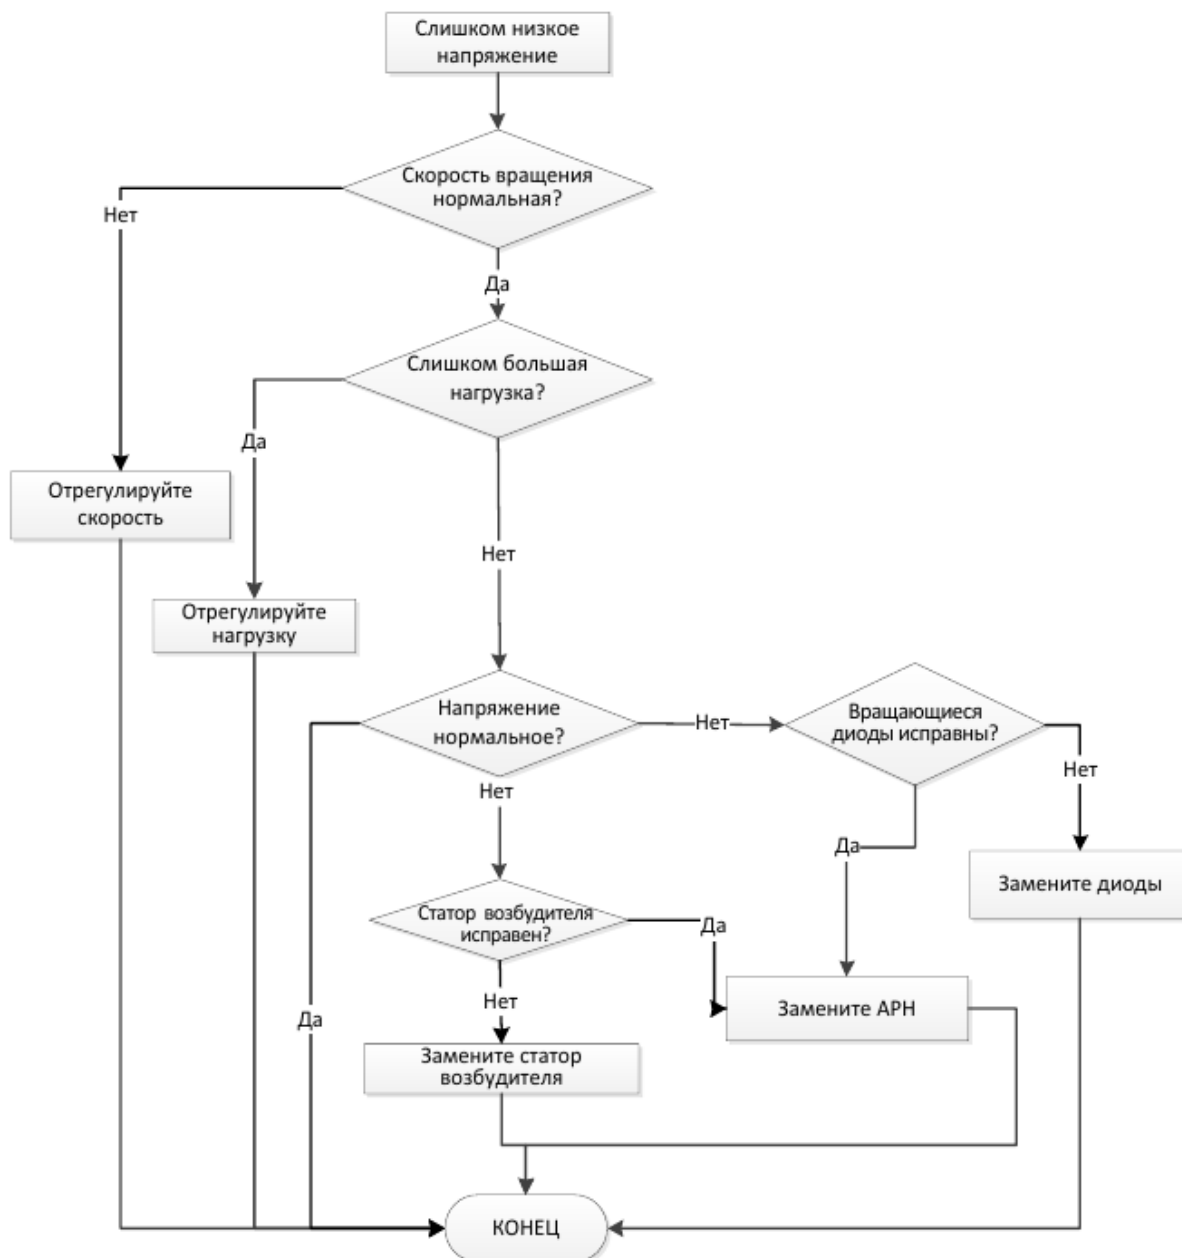 Слишком низкое
напряжение
Скорость вращения
нормальная?
Нет
Да
Слишком большая
нагрузка?
Да
Отрегулируйте
скорость
Нет
Отрегулируйте
нагрузку
Напряжение
нормальное?
Нет
Вращающиеся
диоды исправны?
Нет
Нет
Да
Замените диоды
Статор возбудителя
исправен?
Да
Нет
Замените АРН
Да
Замените статор
возбудителя
КОНЕЦ